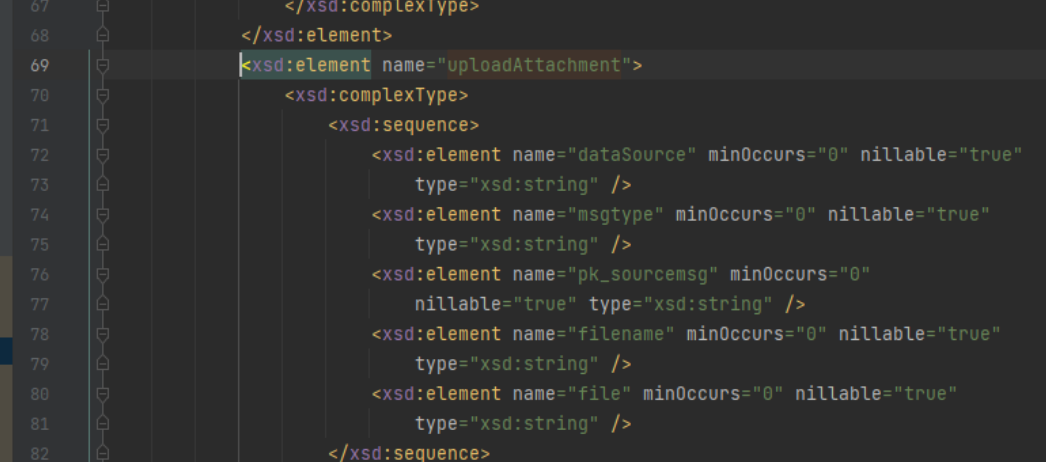 67 </xsd:complexType>
68 </xsd:element>
69 <xsd:element name="uploadAttachment">
70 <xsd:complexType>
71 <xsd:sequence>
72 <xsd:element name="dataSource" minOccurs="0" nillable="true"
73 type="xsd:string" />
74 <xsd:element name="msgtype" minOccurs="0" nillable="true"
75 type="xsd:string" />
76 <xsd:element name="pk_sourcemsg" minOccurs="0"
77 nillable="true" type="xsd:string" />
78 <xsd:element name="filename" minOccurs="0" nillable="true"
79 type="xsd:string" />
80 <xsd:element name="file" minOccurs="0" nillable="true"
81 type="xsd:string" />
82 </xsd:sequence>